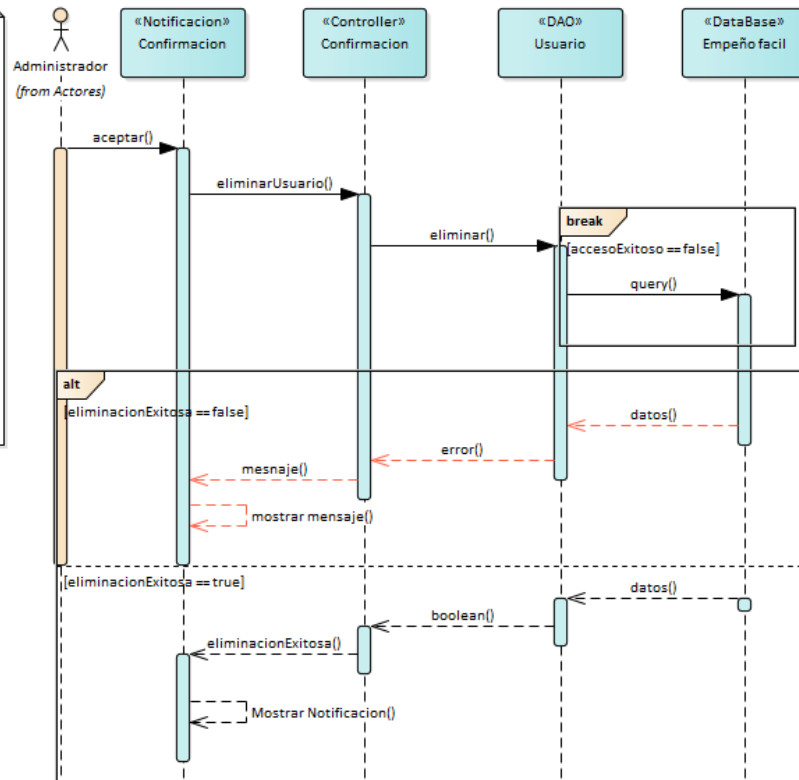 «Notificacion»
Confirmacion
«Controller»
Confirmacion
«DAO»
Usuario
«DataBase»
Empeño facil
Administrador
(from Actores)
aceptar()
eliminarUsuario()
eliminar()
break
[accesoExitoso == false]
query()
alt
[eliminacionExitosa == false]
datos()
error()
mesnaje()
mostrar mensaje()
[eliminacionExitosa == true]
datos()
boolean()
eliminacionExitosa()
Mostrar Notificacion()